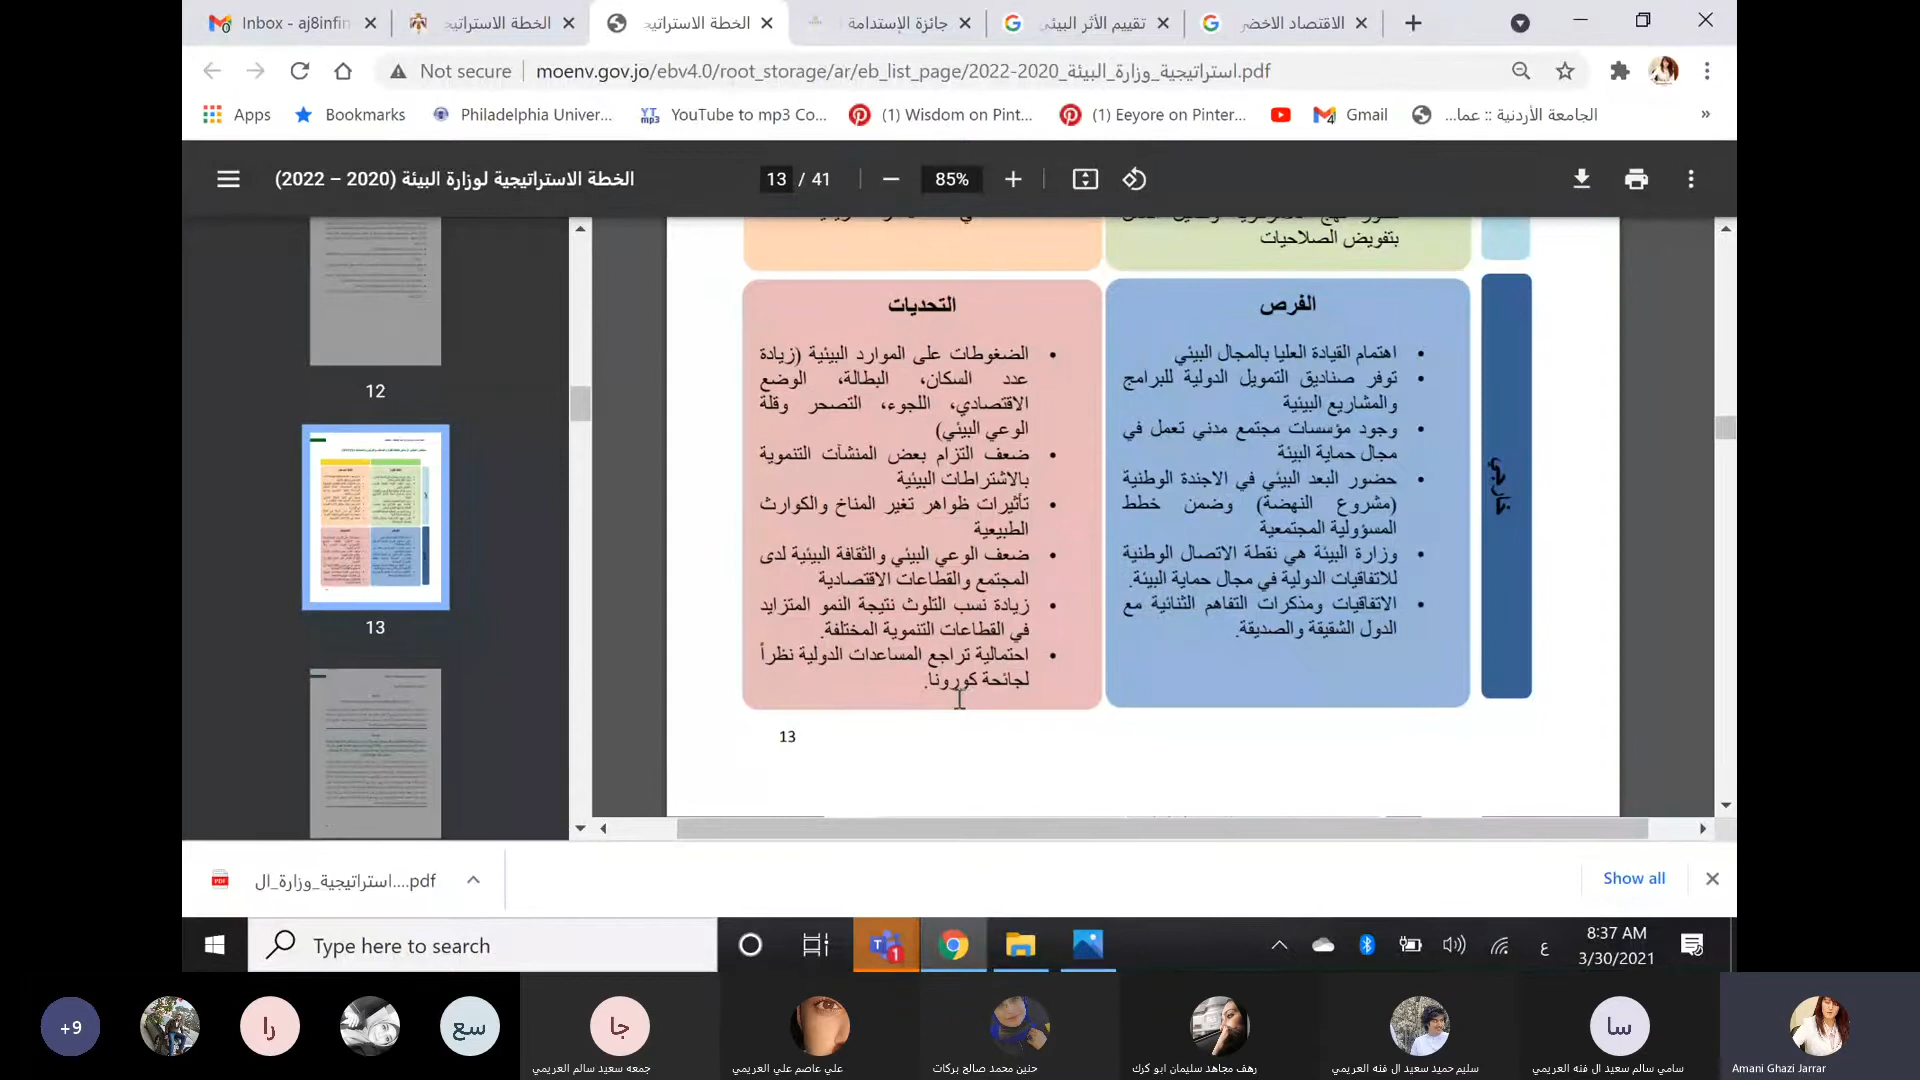 Inbox - aj8infin
الخطة الاستراتيج
الخطة الاستراتيج
جائزة الإستدامة
تقييم الأثر البيئي
الاقتصاد الاخضر
Not secure
moenv.gov.jo/ebv4.0/root_storage/ar/eb_list_page/استراتيجية_وزارة_البيئة_2020-2022.pdf
Apps
Bookmarks
Philadelphia Univer...
YouTube to mp3 Co...
(1) Wisdom on Pint...
(1) Eeyore on Pinter...
Gmail
الجامعة الأردنية :: عما...
»
الخطة الاستراتيجية لوزارة البيئة (2020 – 2022)
13 / 41
85%
12
13
بتفويض الصلاحيات
خارجي
الفرص
• اهتمام القيادة العليا بالمجال البيئي
• توفر صناديق التمويل الدولية للبرامج
والمشاريع البيئية
• وجود مؤسسات مجتمع مدني تعمل في
مجال حماية البيئة
• حضور البعد البيئي في الاجندة الوطنية
(مشروع النهضة) وضمن خطط
المسؤولية المجتمعية
• وزارة البيئة هي نقطة الاتصال الوطنية
للاتفاقيات الدولية في مجال حماية البيئة.
• الاتفاقيات ومذكرات التفاهم الثنائية مع
الدول الشقيقة والصديقة.
التحديات
• الضغوطات على الموارد البيئية (زيادة
عدد السكان، البطالة، الوضع
الاقتصادي، اللجوء، التصحر وقلة
الوعي البيئي)
• ضعف التزام بعض المنشآت التنموية
بالاشتراطات البيئية
• تأثيرات ظواهر تغير المناخ والكوارث
الطبيعية
• ضعف الوعي البيئي والثقافة البيئية لدى
المجتمع والقطاعات الاقتصادية
• زيادة نسب التلوث نتيجة النمو المتزايد
في القطاعات التنموية المختلفة.
• احتمالية تراجع المساعدات الدولية نظراً
لجائحة كورونا.
13
استراتيجية_وزارة_ال....pdf
Show all
Type here to search
1
ع
8:37 AM
3/30/2021
+9
را
سع
جا
سا
جمعه سعيد سالم العريمي
علي عاصم علي العريمي
حنين محمد صالح بركات
رهف مجاهد سليمان ابو كرك
سليم حميد سعيد ال فنه العريمي
سامي سالم سعيد ال فنه العريمي
Amani Ghazi Jarrar